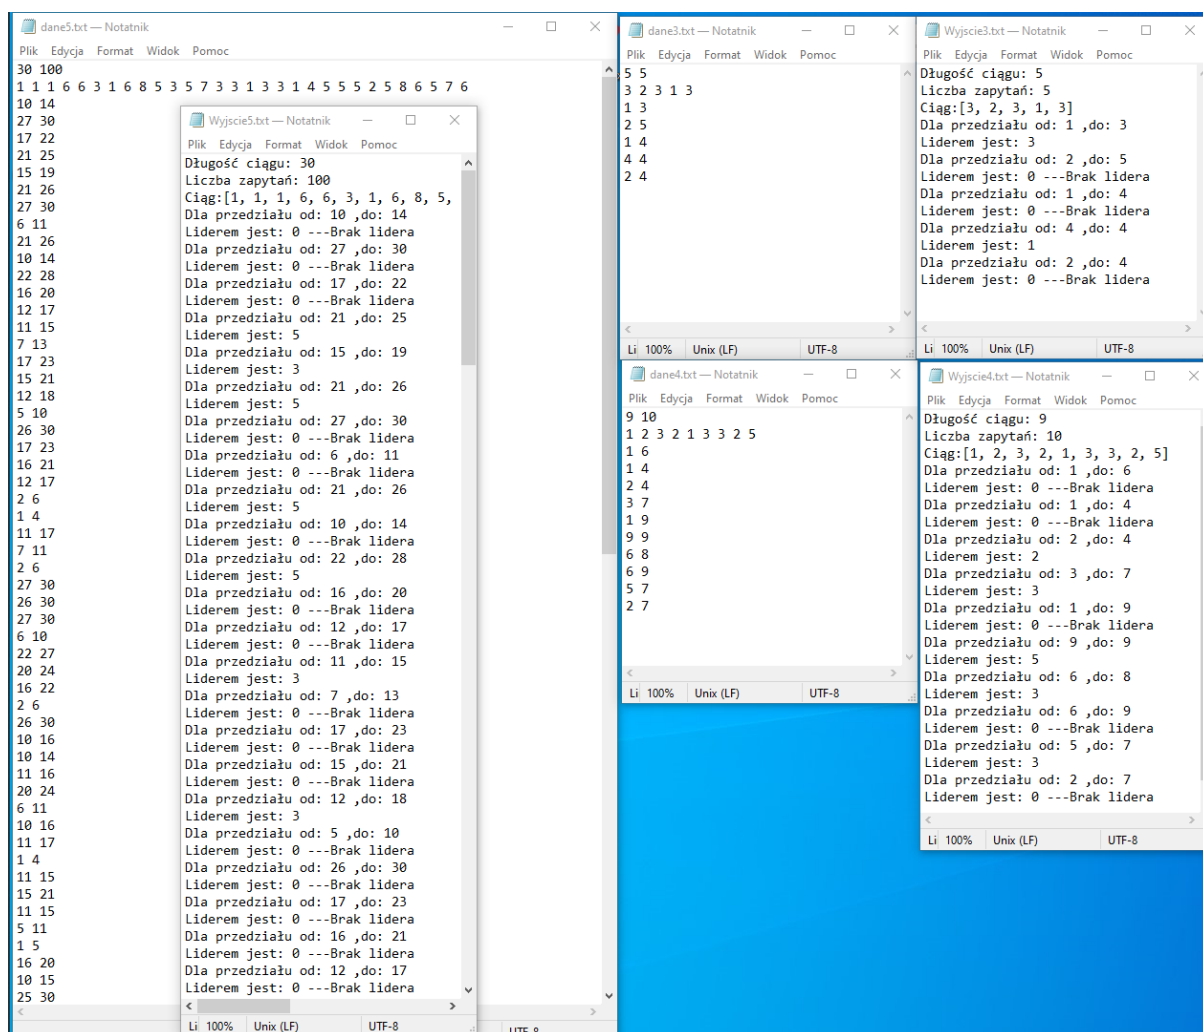 dane5.txt — Notatnik
Plik Edycja Format Widok Pomoc
30 100
1 1 1 6 6 3 1 6 8 5 3 5 7 3 3 1 3 3 1 4 5 5 5 2 5 8 6 5 7 6
10 14
27 30
17 22
21 25
15 19
21 26
27 30
6 11
21 26
10 14
22 28
16 20
12 17
11 15
7 13
17 23
15 21
12 18
5 10
26 30
17 23
16 21
12 17
2 6
1 4
11 17
7 11
2 6
27 30
26 30
27 30
6 10
22 27
20 24
16 22
2 6
26 30
10 16
10 14
11 16
20 24
6 11
10 16
11 17
1 4
11 15
15 21
11 15
5 11
1 5
16 20
10 15
25 30
Wyjscie5.txt — Notatnik
Plik Edycja Format Widok Pomoc
Długość ciągu: 30
Liczba zapytań: 100
Ciąg:[1, 1, 1, 6, 6, 3, 1, 6, 8, 5,
Dla przedziału od: 10 ,do: 14
Liderem jest: 0 ---Brak lidera
Dla przedziału od: 27 ,do: 30
Liderem jest: 0 ---Brak lidera
Dla przedziału od: 17 ,do: 22
Liderem jest: 0 ---Brak lidera
Dla przedziału od: 21 ,do: 25
Liderem jest: 5
Dla przedziału od: 15 ,do: 19
Liderem jest: 3
Dla przedziału od: 21 ,do: 26
Liderem jest: 5
Dla przedziału od: 27 ,do: 30
Liderem jest: 0 ---Brak lidera
Dla przedziału od: 6 ,do: 11
Liderem jest: 0 ---Brak lidera
Dla przedziału od: 21 ,do: 26
Liderem jest: 5
Dla przedziału od: 10 ,do: 14
Liderem jest: 0 ---Brak lidera
Dla przedziału od: 22 ,do: 28
Liderem jest: 5
Dla przedziału od: 16 ,do: 20
Liderem jest: 0 ---Brak lidera
Dla przedziału od: 12 ,do: 17
Liderem jest: 0 ---Brak lidera
Dla przedziału od: 11 ,do: 15
Liderem jest: 3
Dla przedziału od: 7 ,do: 13
Liderem jest: 0 ---Brak lidera
Dla przedziału od: 17 ,do: 23
Liderem jest: 0 ---Brak lidera
Dla przedziału od: 15 ,do: 21
Liderem jest: 0 ---Brak lidera
Dla przedziału od: 12 ,do: 18
Liderem jest: 3
Dla przedziału od: 5 ,do: 10
Liderem jest: 0 ---Brak lidera
Dla przedziału od: 26 ,do: 30
Liderem jest: 0 ---Brak lidera
Dla przedziału od: 17 ,do: 23
Liderem jest: 0 ---Brak lidera
Dla przedziału od: 16 ,do: 21
Liderem jest: 0 ---Brak lidera
Dla przedziału od: 12 ,do: 17
Liderem jest: 0 ---Brak lidera
Li 100% Unix (LF) UTF-8
dane3.txt — Notatnik
Plik Edycja Format Widok Pomoc
5 5
3 2 3 1 3
1 3
2 5
1 4
4 4
2 4
Li 100% Unix (LF) UTF-8
Wyjscie3.txt — Notatnik
Plik Edycja Format Widok Pomoc
Długość ciągu: 5
Liczba zapytań: 5
Ciąg:[3, 2, 3, 1, 3]
Dla przedziału od: 1 ,do: 3
Liderem jest: 3
Dla przedziału od: 2 ,do: 5
Liderem jest: 0 ---Brak lidera
Dla przedziału od: 1 ,do: 4
Liderem jest: 0 ---Brak lidera
Dla przedziału od: 4 ,do: 4
Liderem jest: 1
Dla przedziału od: 2 ,do: 4
Liderem jest: 0 ---Brak lidera
Li 100% Unix (LF) UTF-8
dane4.txt — Notatnik
Plik Edycja Format Widok Pomoc
9 10
1 2 3 2 1 3 3 2 5
1 6
1 4
2 4
3 7
1 9
9 9
6 8
6 9
5 7
2 7
Li 100% Unix (LF) UTF-8
Wyjscie4.txt — Notatnik
Plik Edycja Format Widok Pomoc
Długość ciągu: 9
Liczba zapytań: 10
Ciąg:[1, 2, 3, 2, 1, 3, 3, 2, 5]
Dla przedziału od: 1 ,do: 6
Liderem jest: 0 ---Brak lidera
Dla przedziału od: 1 ,do: 4
Liderem jest: 0 ---Brak lidera
Dla przedziału od: 2 ,do: 4
Liderem jest: 2
Dla przedziału od: 3 ,do: 7
Liderem jest: 3
Dla przedziału od: 1 ,do: 9
Liderem jest: 0 ---Brak lidera
Dla przedziału od: 9 ,do: 9
Liderem jest: 5
Dla przedziału od: 6 ,do: 8
Liderem jest: 3
Dla przedziału od: 6 ,do: 9
Liderem jest: 0 ---Brak lidera
Dla przedziału od: 5 ,do: 7
Liderem jest: 3
Dla przedziału od: 2 ,do: 7
Liderem jest: 0 ---Brak lidera
Li 100% Unix (LF) UTF-8